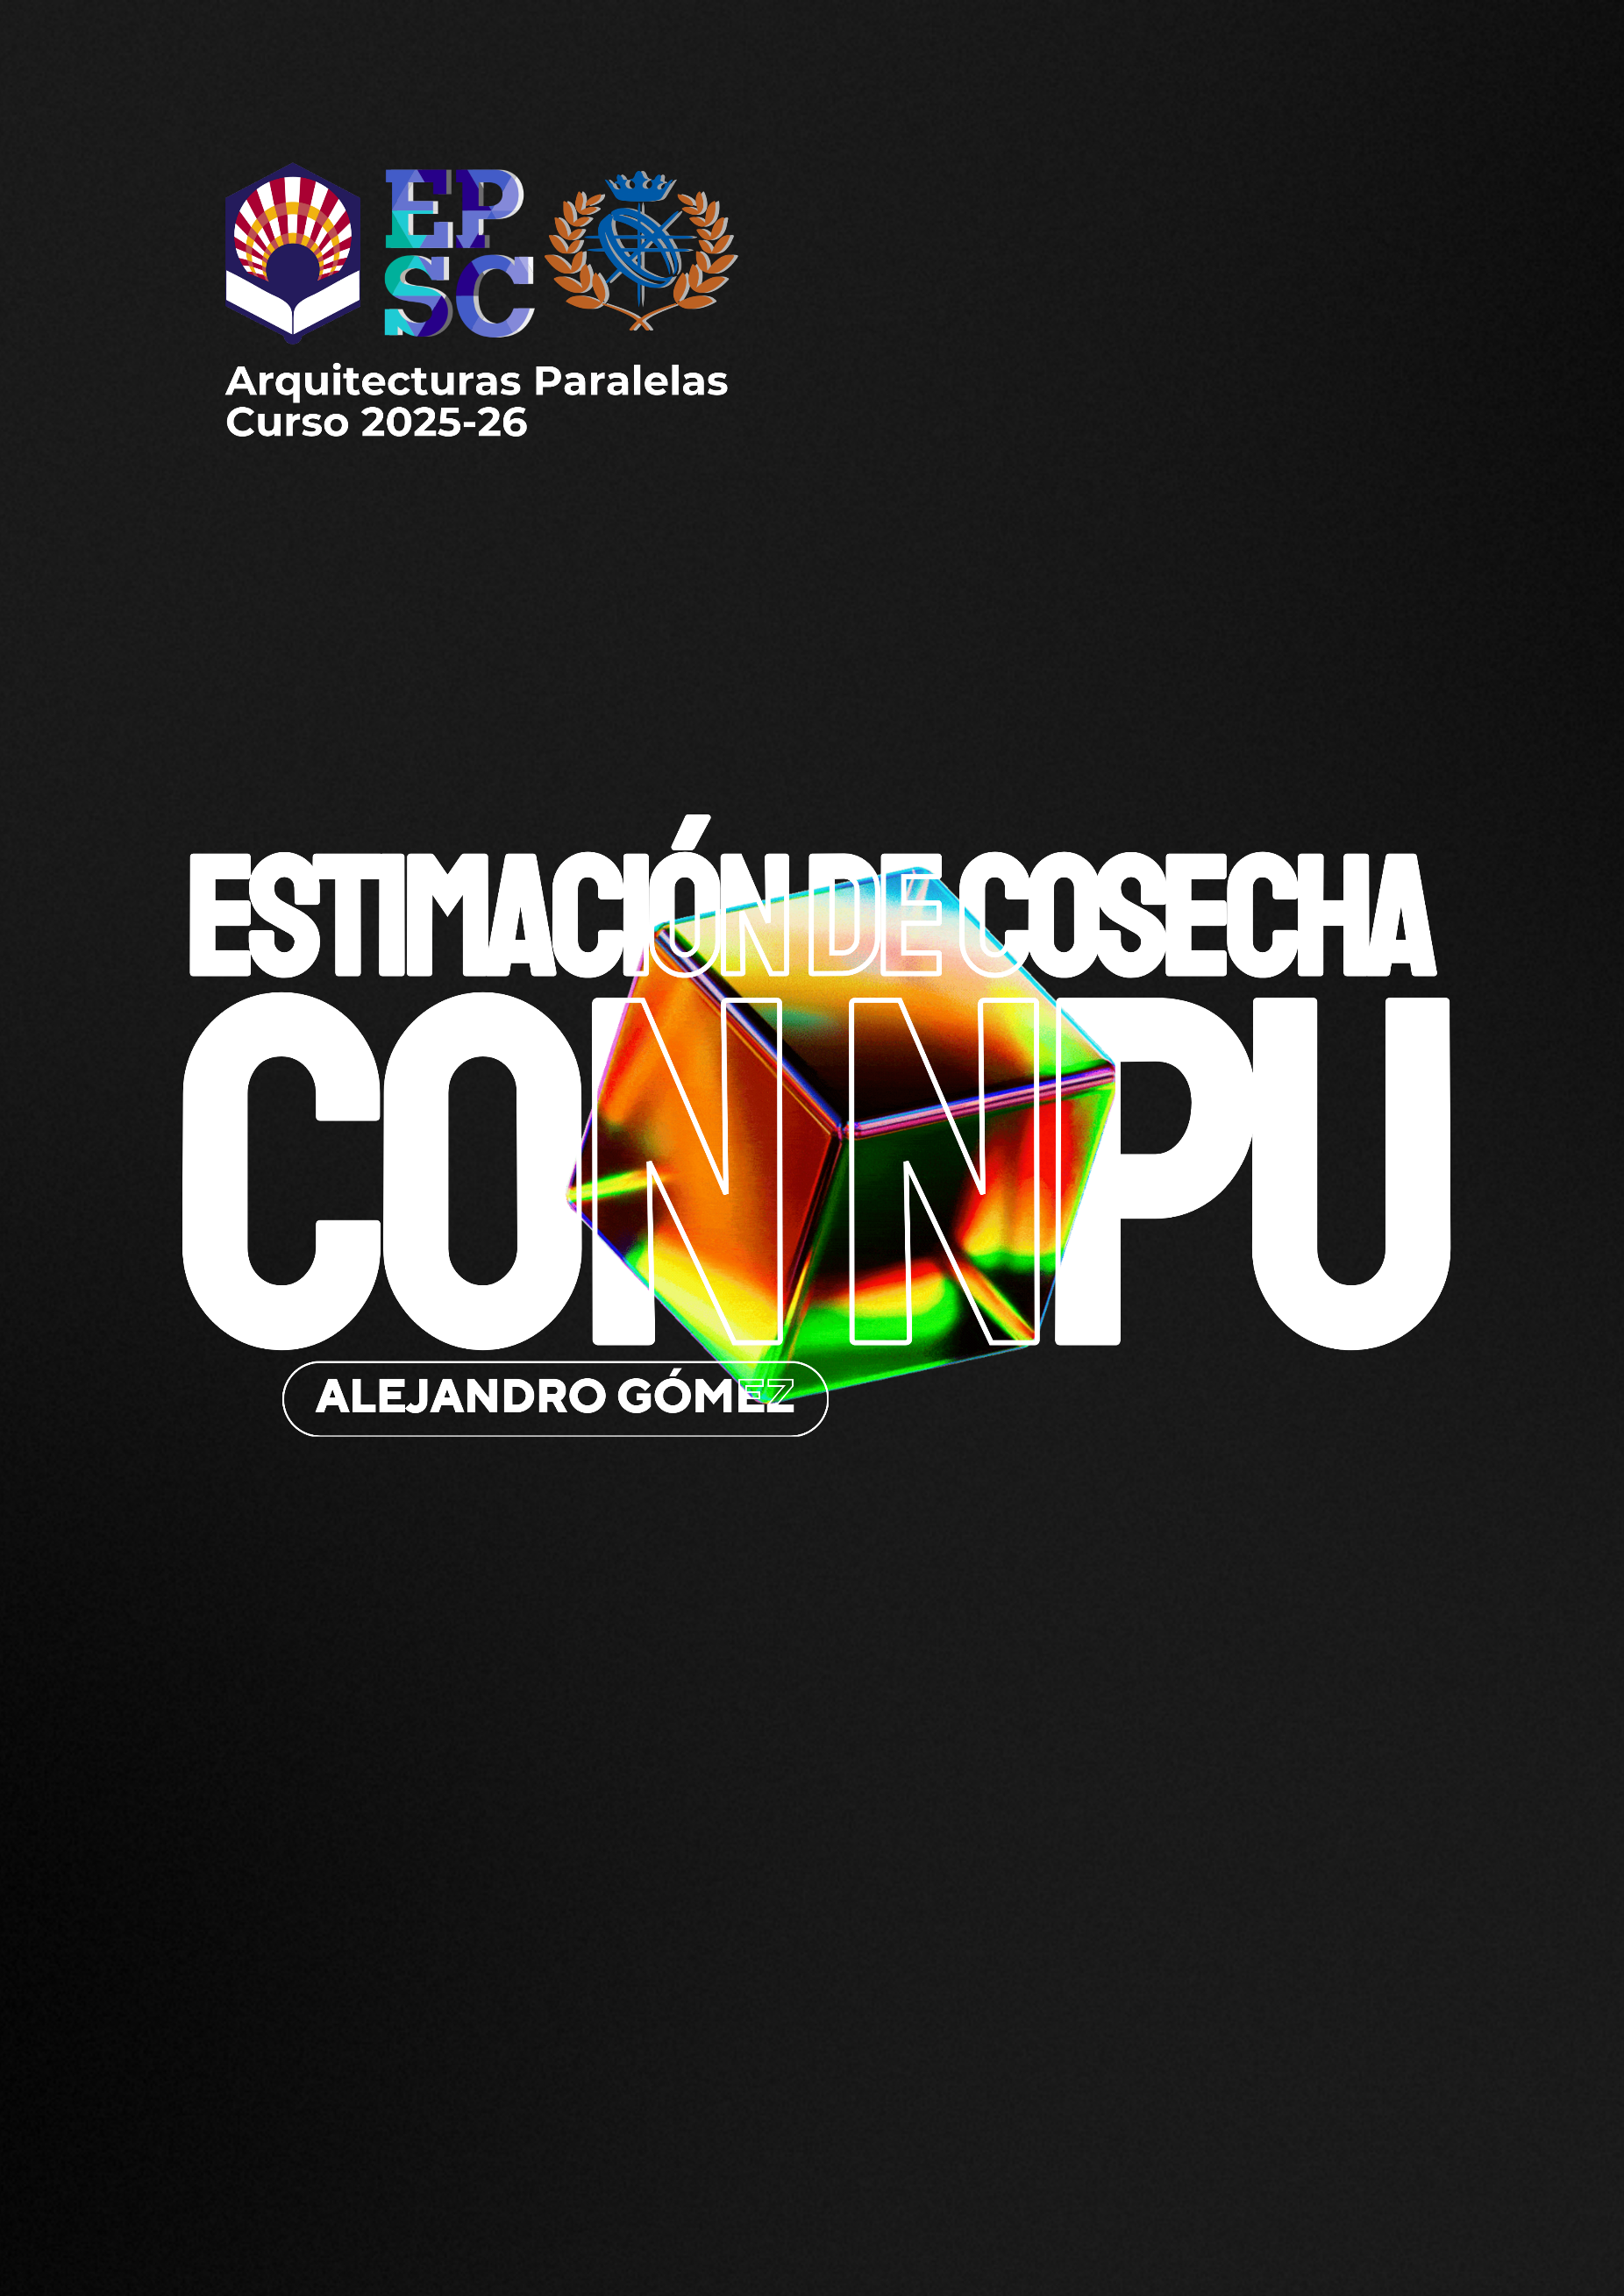 EP
SC
Arquitecturas Paralelas
Curso 2025-26
ESTIMACIÓN DE COSECHA
CON NPU
ALEJANDRO GÓMEZ